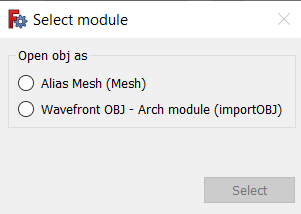 Select module
Open obj as
Alias Mesh (Mesh)
Wavefront OBJ - Arch module (importOBJ)
Select